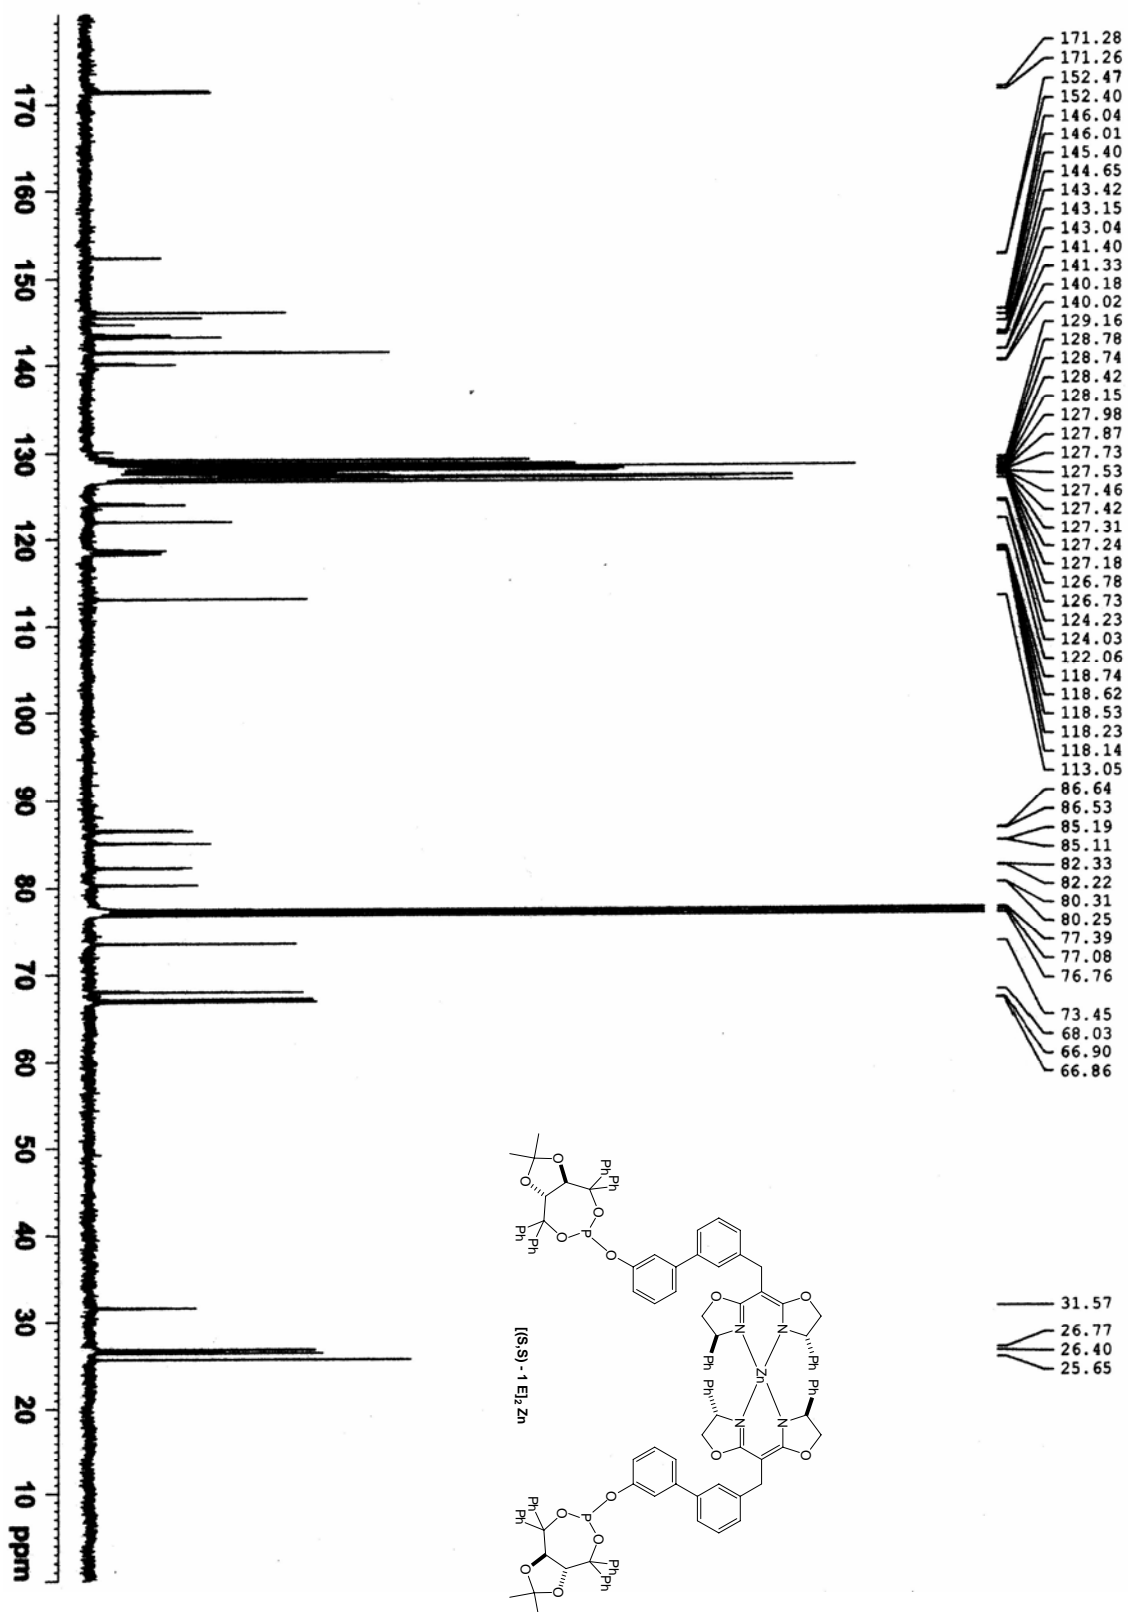 171.28
171.26
152.47
152.40
146.04
146.01
145.40
144.65
143.42
143.15
143.04
141.40
141.33
140.18
140.02
129.16
128.78
128.74
128.42
128.15
127.98
127.87
127.73
127.53
127.46
127.42
127.31
127.24
127.18
126.78
126.73
124.23
124.03
122.06
118.74
118.62
118.53
118.23
118.14
113.05
86.64
86.53
85.19
85.11
82.33
82.22
80.31
80.25
77.39
77.08
76.76
73.45
68.03
66.90
66.86
31.57
26.77
26.40
25.65
170 160 150 140 130 120 110 100 90 80 70 60 50 40 30 20 10 ppm
Ph
Ph
Ph
Ph
O
O
O
O
P
O
O
O
N
N
Ph
Ph
Zn
Ph
Ph
N
N
O
O
O
P
O
O
O
O
Ph
Ph
Ph
Ph
[(S,S) - 1 E]2 Zn